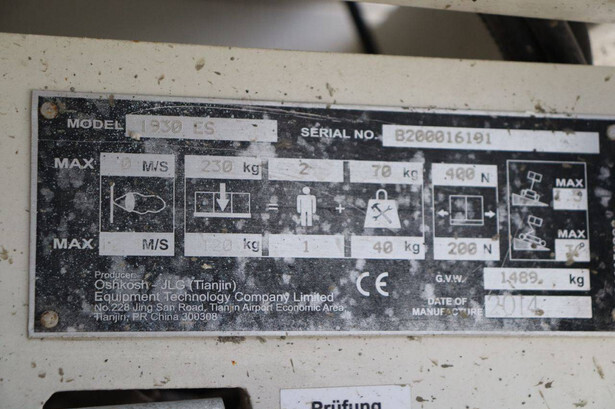 MODEL 1930 ES SERIAL NO. B200016191
MAX 0 M/S 230 kg = 2 + 70 kg 400 N MAX
MAX M/S 120 kg 1 40 kg 200 N MAX
Producer:
Oshkosh - JLG (Tianjin)
Equipment Technology Company Limited
No.228 Jing San Road, Tianjin Airport Economic Area
Tianjin, PR China 300308
CE
G.V.W. 1489 kg
DATE OF MANUFACTURE 2014
Prüfung